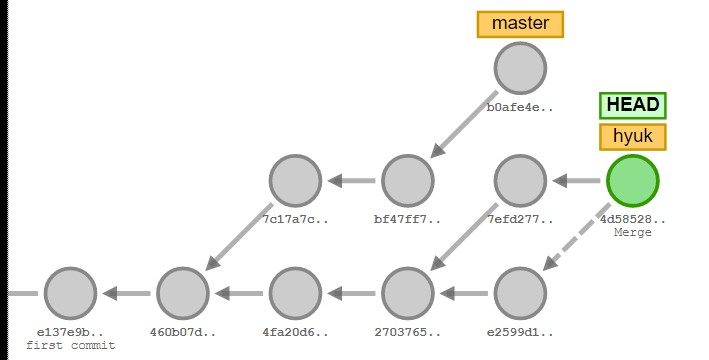 master
b0afe4e..
HEAD
hyuk
7c17a7c.. bf47ff7.. 7efd277.. 4d58528..
Merge
e137e9b.. 460b07d.. 4fa20d6.. 2703765.. e2599d1..
first commit